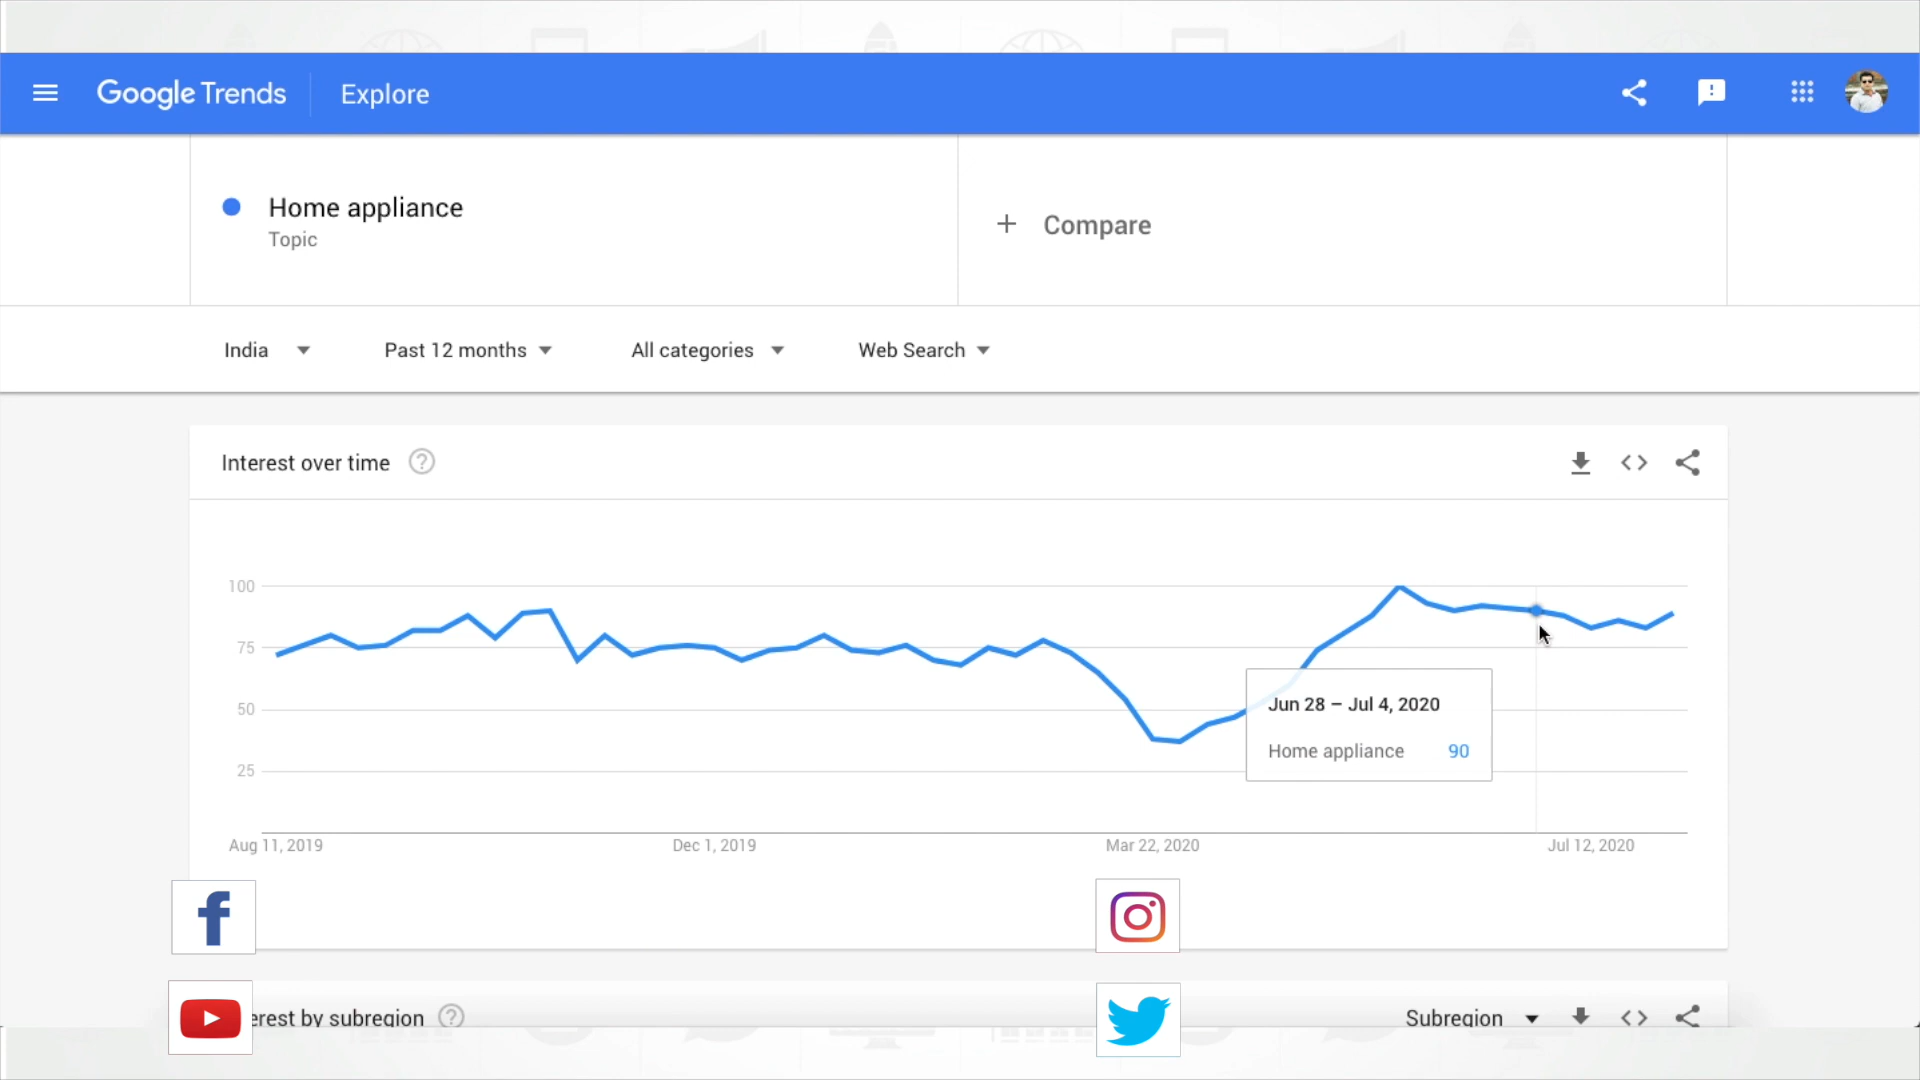 Google Trends
Explore
Home appliance
Topic
+ Compare
India
Past 12 months
All categories
Web Search
Interest over time
100
75
50
25
Jun 28 – Jul 4, 2020
Home appliance 90
Aug 11, 2019
Dec 1, 2019
Mar 22, 2020
Jul 12, 2020
erest by subregion
Subregion